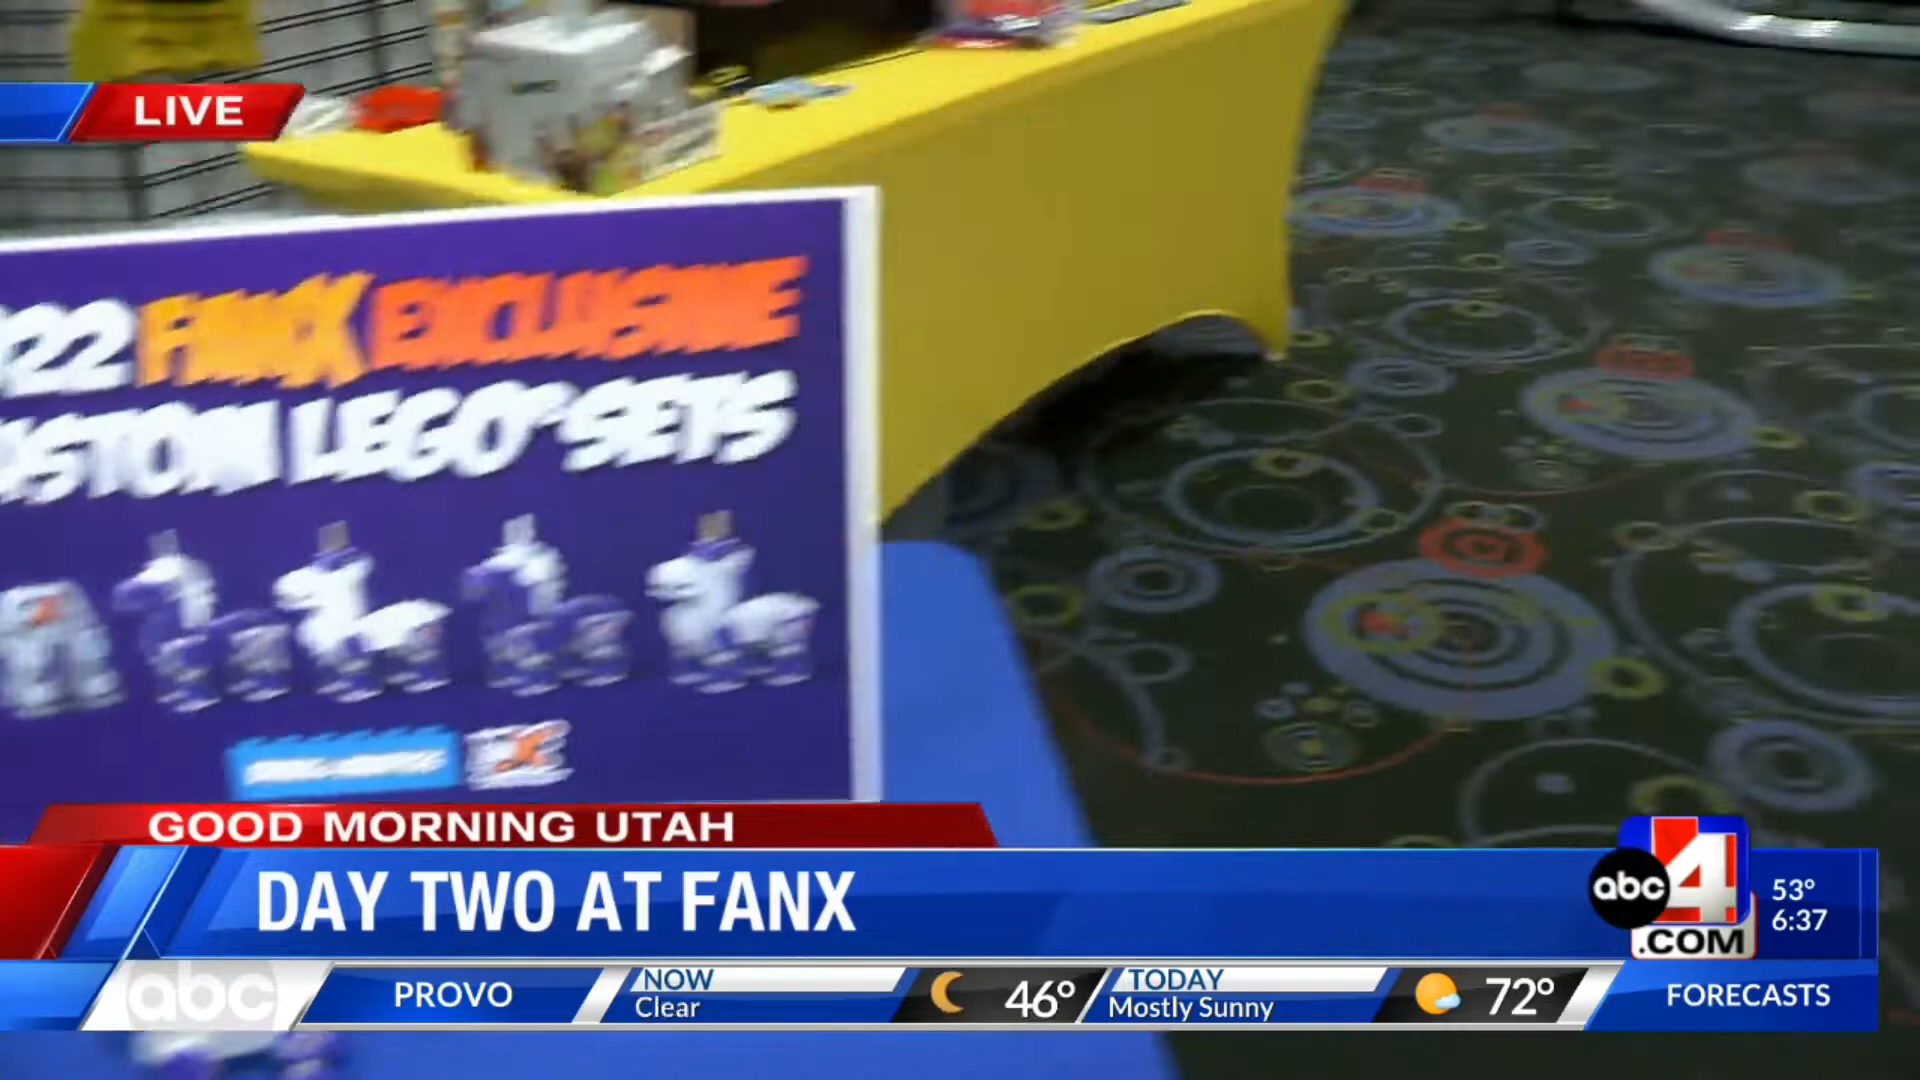 LIVE
22 FANX EXCLUSIVE
USTOM LEGO® SETS
GOOD MORNING UTAH
DAY TWO AT FANX
abc 4
.COM
53°
6:37
abc
PROVO
NOW
Clear
46°
TODAY
Mostly Sunny
72°
FORECASTS